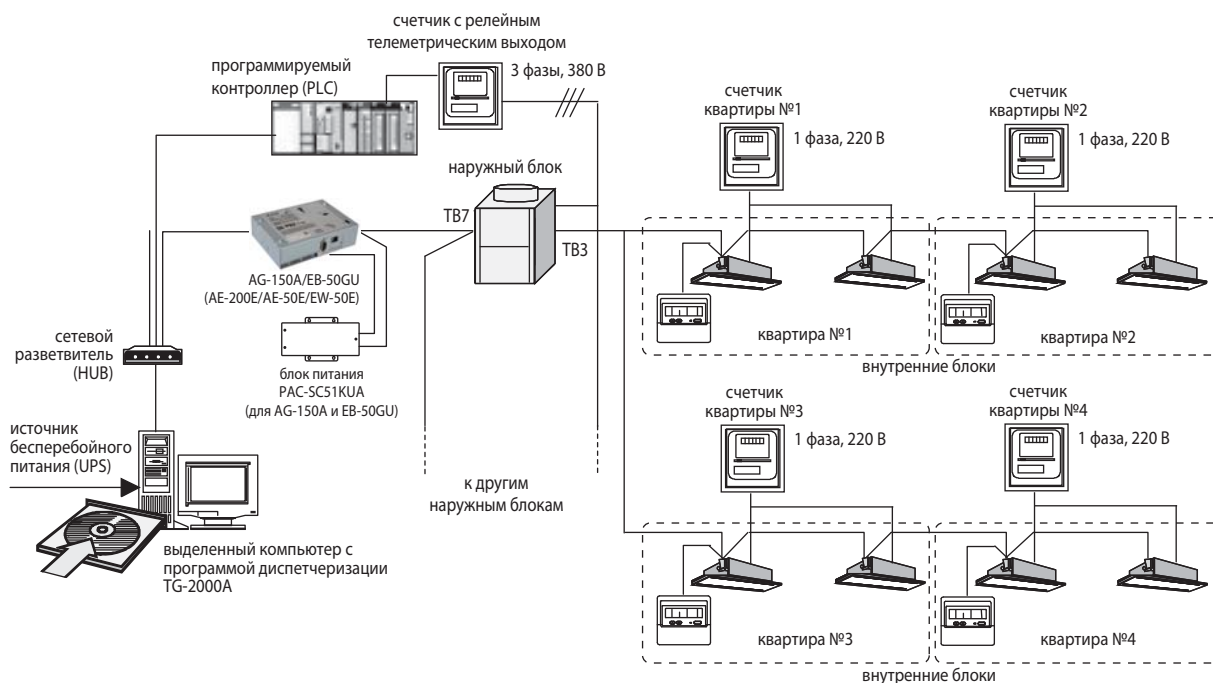 счетчик с релейным
телеметрическим выходом
3 фазы, 380 В
программируемый
контроллер (PLC)
наружный блок
TB7
TB3
AG-150A/EB-50GU
(AE-200E/AE-50E/EW-50E)
сетевой
разветвитель
(HUB)
блок питания
PAC-SC51KUA
(для AG-150A и EB-50GU)
источник
бесперебойного
питания (UPS)
к другим
наружным блокам
выделенный компьютер с
программой диспетчеризации
TG-2000A
счетчик
квартиры №1
1 фаза, 220 В
счетчик
квартиры №2
1 фаза, 220 В
квартира №1
квартира №2
внутренние блоки
счетчик
квартиры №3
1 фаза, 220 В
счетчик
квартиры №4
1 фаза, 220 В
квартира №3
квартира №4
внутренние блоки